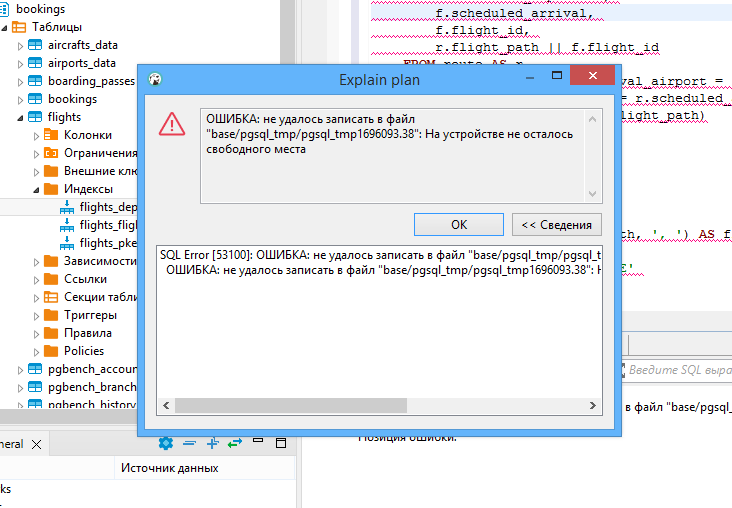 bookings
Таблицы
aircrafts_data
airports_data
boarding_passes
bookings
flights
Колонки
Ограничения
Внешние клю
Индексы
flights_dep
flights_fligh
flights_pke
Зависимости
Ссылки
Секции табли
Триггеры
Правила
Policies
pgbench_accour
pgbench_branch
pgbench_history
f.scheduled_arrival,
f.flight_id,
r.flight_path || f.flight_id
FROM route AS r
val_airport =
= r.scheduled_
light_path)
Explain plan
ОШИБКА: не удалось записать в файл
"base/pgsql_tmp/pgsql_tmp1696093.38": На устройстве не осталось
свободного места
OK
<< Сведения
SQL Error [53100]: ОШИБКА: не удалось записать в файл "base/pgsql_tmp/pgsql_t
ОШИБКА: не удалось записать в файл "base/pgsql_tmp/pgsql_tmp1696093.38": Н
th, ', ') AS f
E'
Введите SQL выра
в файл "base/pgsql_
Позиция ошибки:
neral
Источник данных
ks